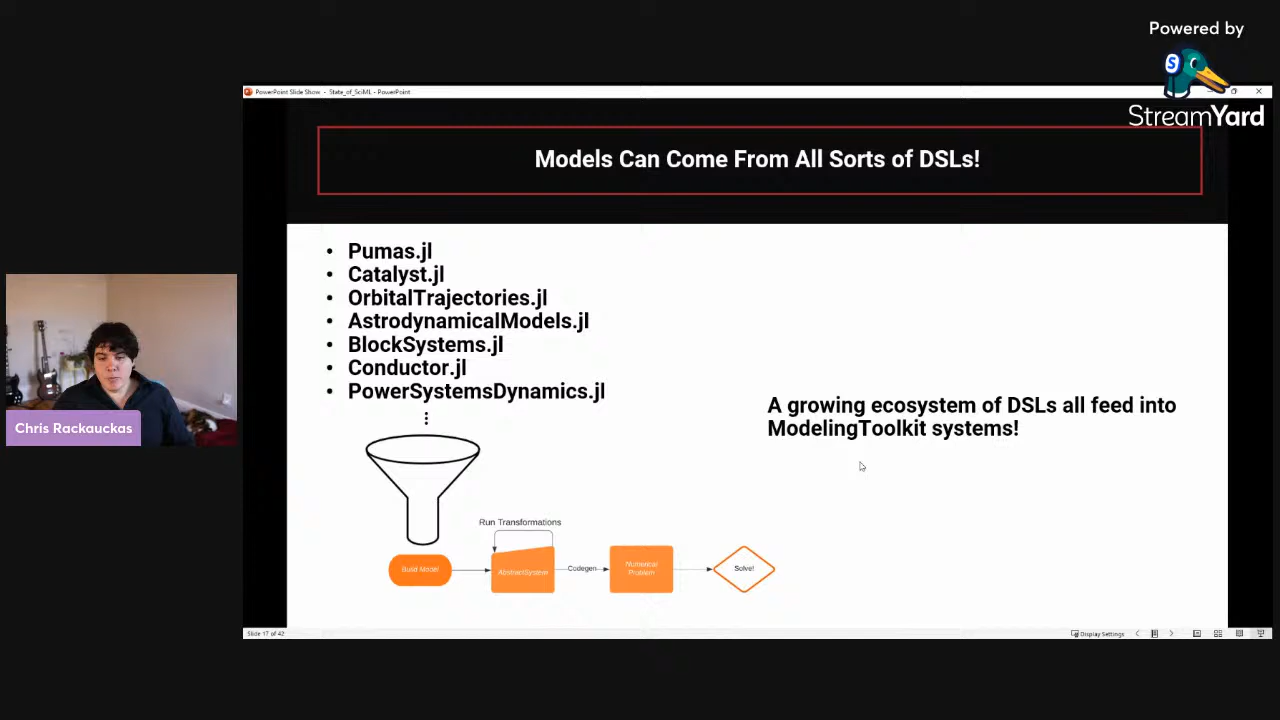 Powered by
StreamYard
PowerPoint Slide Show - State_of_SciML - PowerPoint
Models Can Come From All Sorts of DSLs!
• Pumas.jl
• Catalyst.jl
• OrbitalTrajectories.jl
• AstrodynamicalModels.jl
• BlockSystems.jl
• Conductor.jl
• PowerSystemsDynamics.jl
A growing ecosystem of DSLs all feed into
ModelingToolkit systems!
Run Transformations
Build Model
AbstractSystem
Codegen
Numerical
Problem
Solve!
Chris Rackauckas
Slide 17 of 42
Display Settings